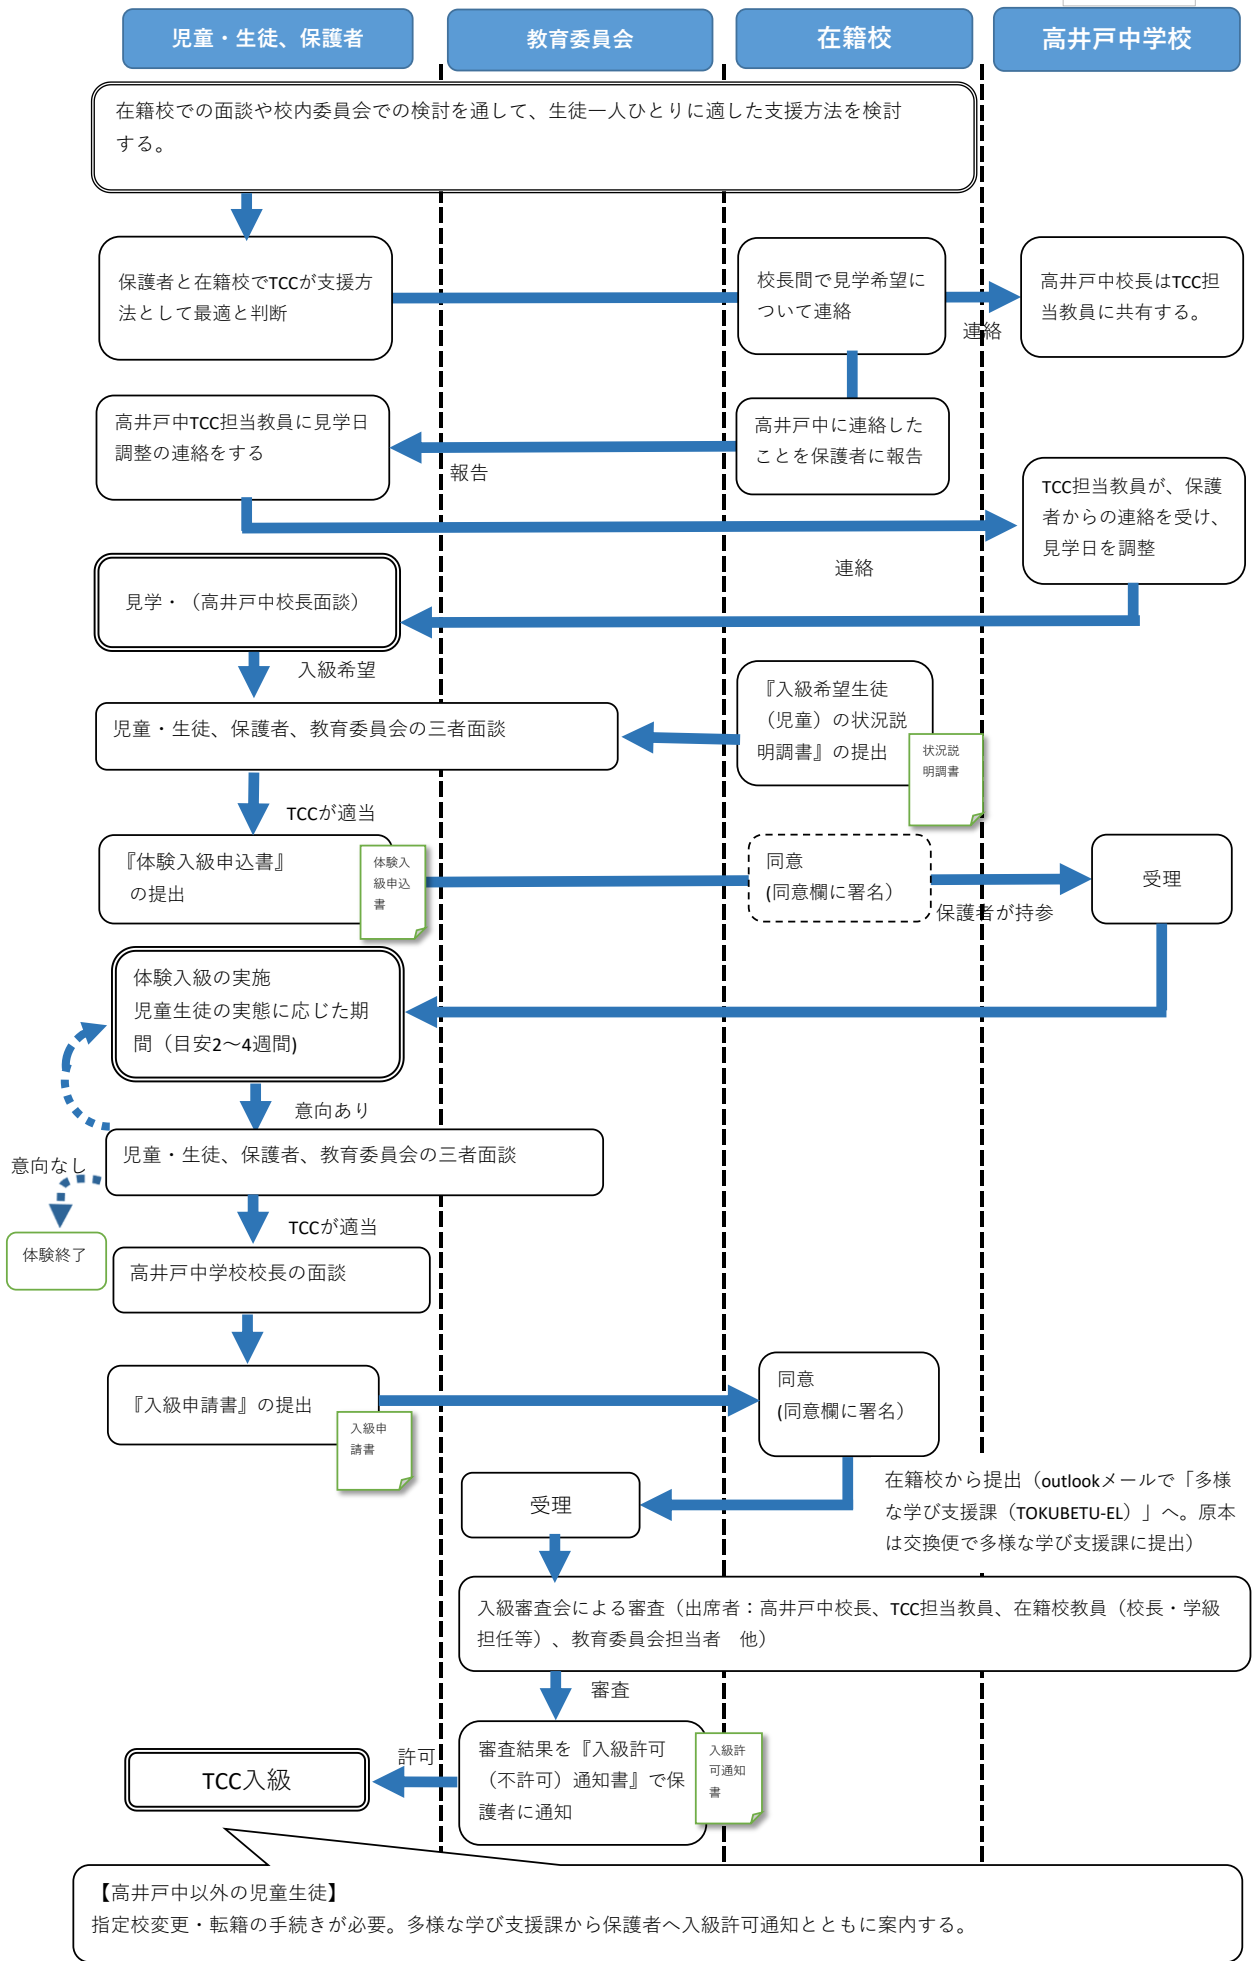 児童・生徒、保護者
教育委員会
在籍校
高井戸中学校
在籍校での面談や校内委員会での検討を通して、生徒一人ひとりに適した支援方法を検討
する。
保護者と在籍校でTCCが支援方
法として最適と判断
校長間で見学希望に
ついて連絡
連絡
高井戸中校長はTCC担
当教員に共有する。
高井戸中TCC担当教員に見学日
調整の連絡をする
報告
高井戸中に連絡した
ことを保護者に報告
TCC担当教員が、保護
者からの連絡を受け、
見学日を調整
連絡
見学・（高井戸中校長面談）
入級希望
児童・生徒、保護者、教育委員会の三者面談
『入級希望生徒
（児童）の状況説
明調書』の提出
状況説
明調書
TCCが適当
『体験入級申込書』
の提出
体験入
級申込
書
同意
(同意欄に署名）
保護者が持参
受理
体験入級の実施
児童生徒の実態に応じた期
間（目安2～4週間)
意向あり
児童・生徒、保護者、教育委員会の三者面談
意向なし
体験終了
TCCが適当
高井戸中学校校長の面談
『入級申請書』の提出
入級申
請書
同意
(同意欄に署名）
在籍校から提出（outlookメールで「多様
な学び支援課（TOKUBETU-EL）」へ。原本
は交換便で多様な学び支援課に提出）
受理
入級審査会による審査（出席者：高井戸中校長、TCC担当教員、在籍校教員（校長・学級
担任等）、教育委員会担当者　他）
審査
審査結果を『入級許可
（不許可）通知書』で保
護者に通知
入級許
可通知
書
許可
TCC入級
【高井戸中以外の児童生徒】
指定校変更・転籍の手続きが必要。多様な学び支援課から保護者へ入級許可通知とともに案内する。